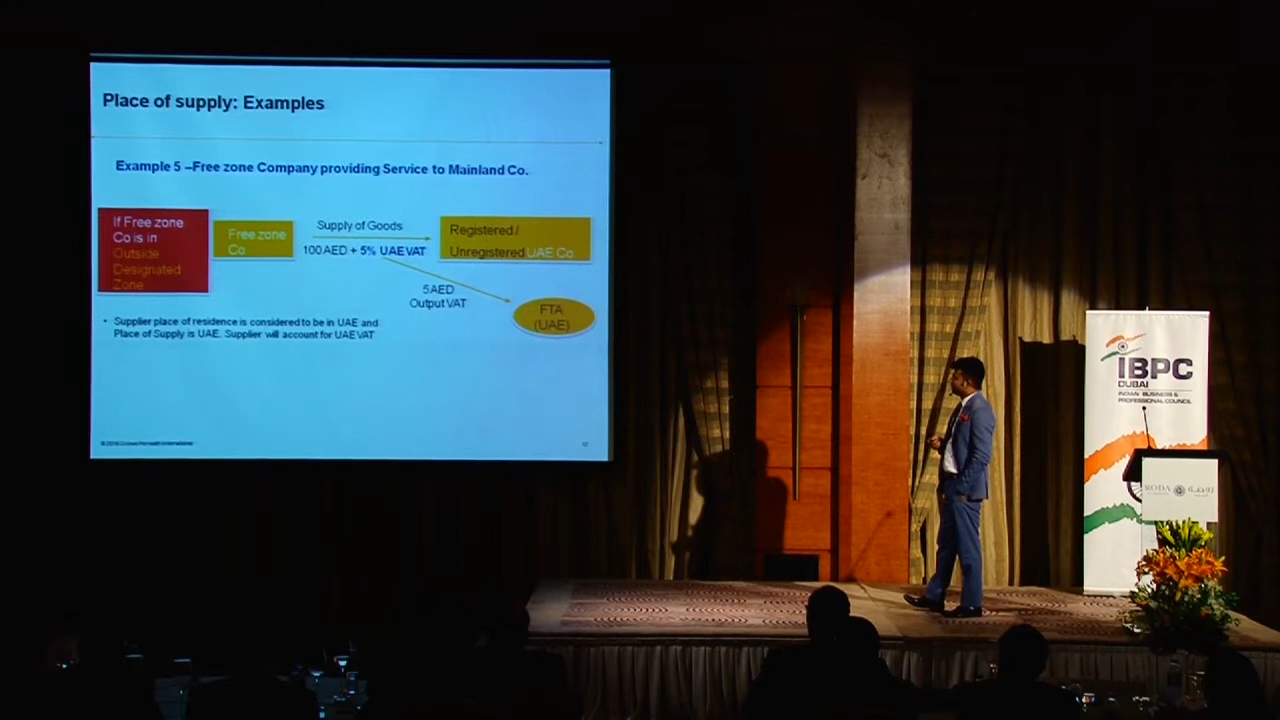 Place of supply: Examples
Example 5 –Free zone Company providing Service to Mainland Co.
If Free zone
Co is in
Outside
Designated
Zone
Free zone
Co
Supply of Goods
100 AED + 5% UAE VAT
Registered /
Unregistered UAE Co
5 AED
Output VAT
FTA
(UAE)
• Supplier place of residence is considered to be in UAE and
Place of Supply is UAE. Supplier will account for UAE VAT
12
IBPC
DUBAI
INDIAN BUSINESS &
PROFESSIONAL COUNCIL
RODA